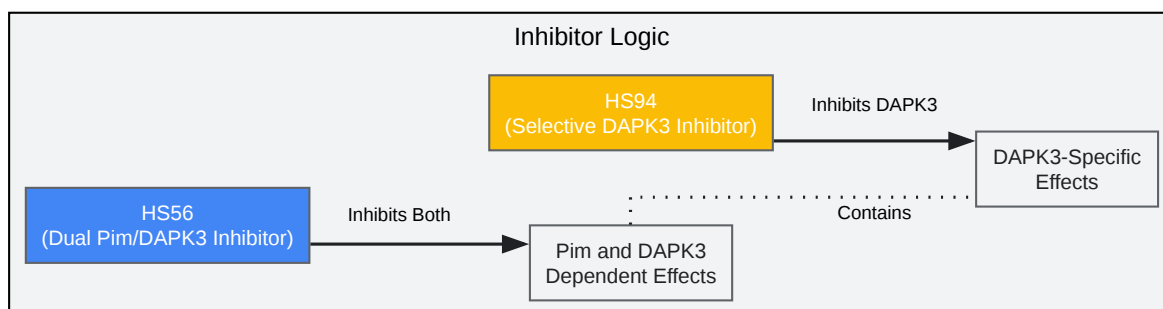 Inhibitor Logic
HS94
(Selective DAPK3 Inhibitor)
Inhibits DAPK3
DAPK3-Specific
Effects
HS56
(Dual Pim/DAPK3 Inhibitor)
Inhibits Both
Pim and DAPK3
Dependent Effects
Contains